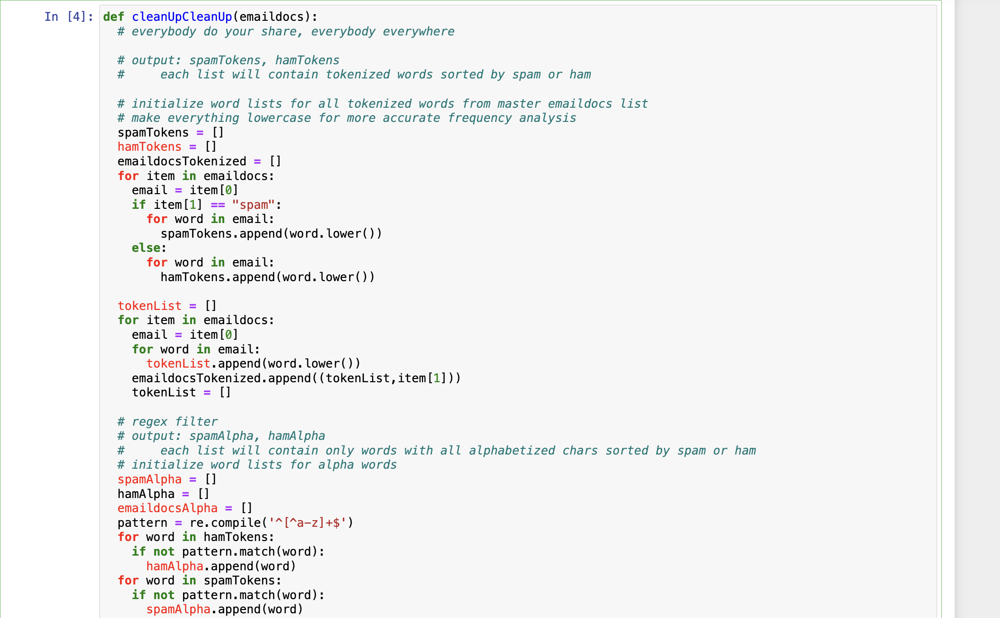 In [4]: def cleanUpCleanUp(emaildocs):
  # everybody do your share, everybody everywhere

  # output: spamTokens, hamTokens
  #     each list will contain tokenized words sorted by spam or ham

  # initialize word lists for all tokenized words from master emaildocs list
  # make everything lowercase for more accurate frequency analysis
  spamTokens = []
  hamTokens = []
  emaildocsTokenized = []
  for item in emaildocs:
    email = item[0]
    if item[1] == "spam":
      for word in email:
        spamTokens.append(word.lower())
    else:
      for word in email:
        hamTokens.append(word.lower())

  tokenList = []
  for item in emaildocs:
    email = item[0]
    for word in email:
      tokenList.append(word.lower())
    emaildocsTokenized.append((tokenList,item[1]))
    tokenList = []

  # regex filter
  # output: spamAlpha, hamAlpha
  #     each list will contain only words with all alphabetized chars sorted by spam or ham
  # initialize word lists for alpha words
  spamAlpha = []
  hamAlpha = []
  emaildocsAlpha = []
  pattern = re.compile('^[^a-z]+$')
  for word in hamTokens:
    if not pattern.match(word):
      hamAlpha.append(word)
  for word in spamTokens:
    if not pattern.match(word):
      spamAlpha.append(word)